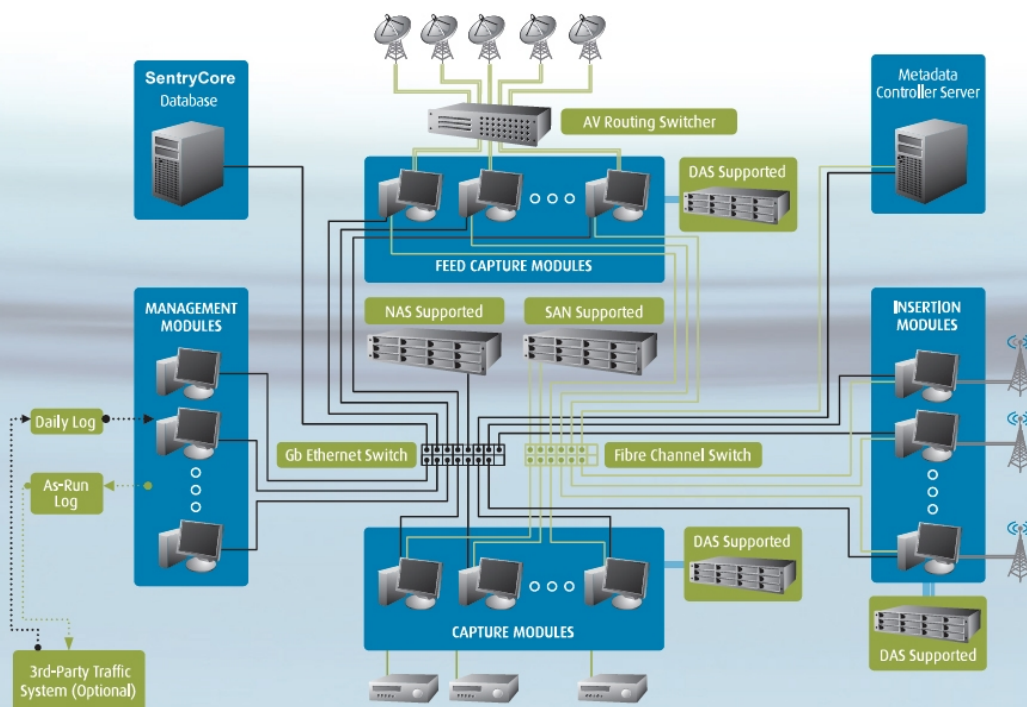 SentryCore
Database
AV Routing Switcher
Metadata
Controller Server
DAS Supported
FEED CAPTURE MODULES
MANAGEMENT
MODULES
NAS Supported
SAN Supported
INSERTION
MODULES
Daily Log
Gb Ethernet Switch
Fibre Channel Switch
As-Run
Log
DAS Supported
CAPTURE MODULES
DAS Supported
3rd-Party Traffic
System (Optional)